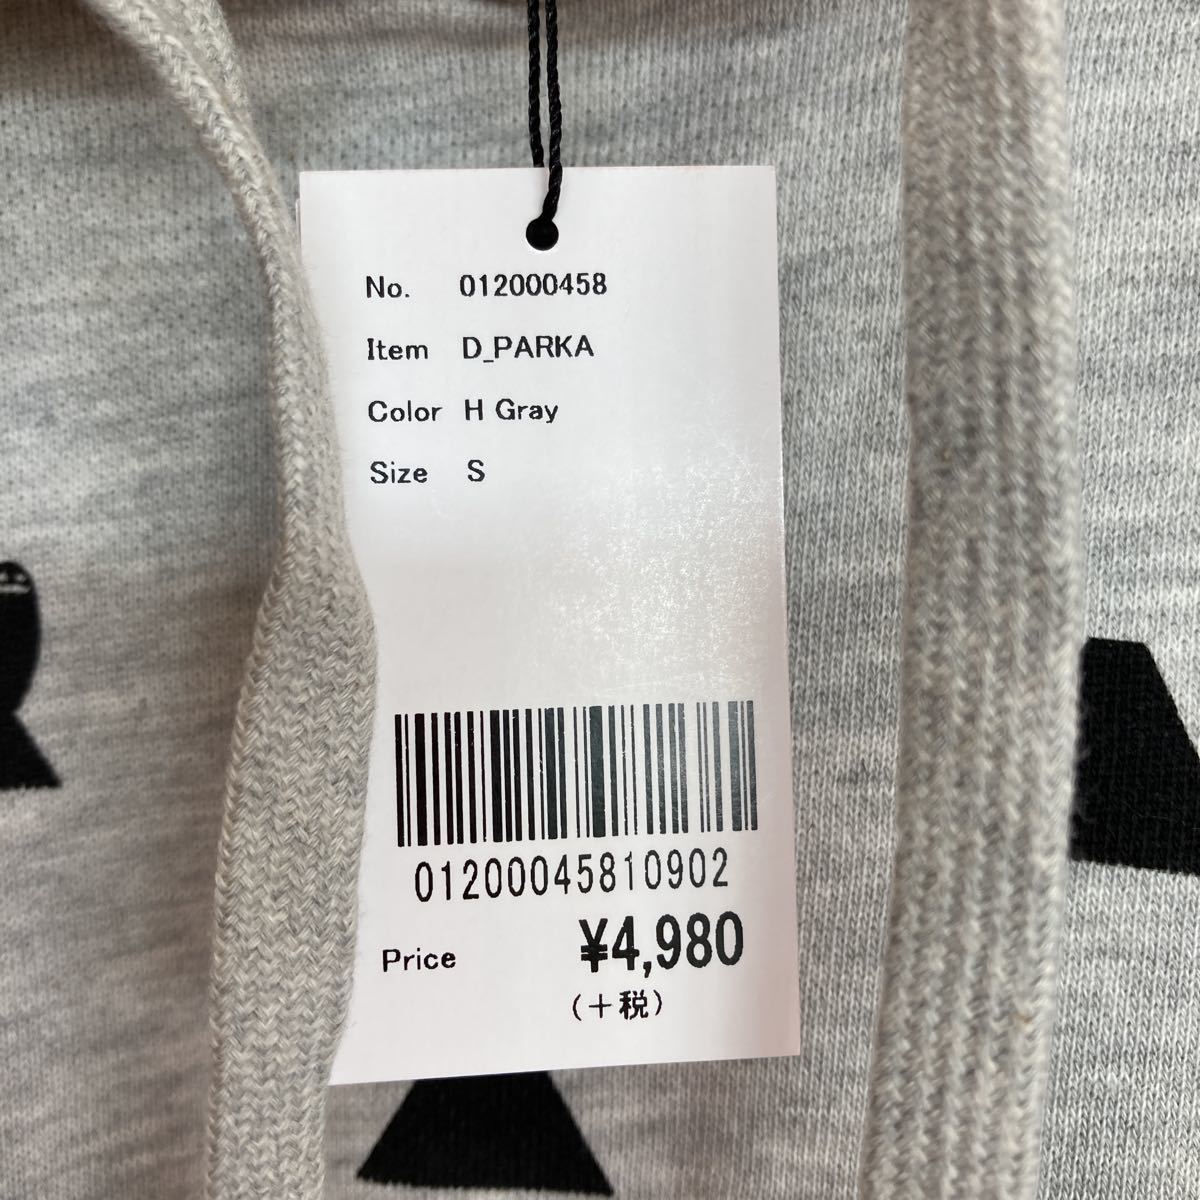 No. 012000458
Item D_PARKA
Color H Gray
Size S
01200045810902
Price ¥4,980
(+税)